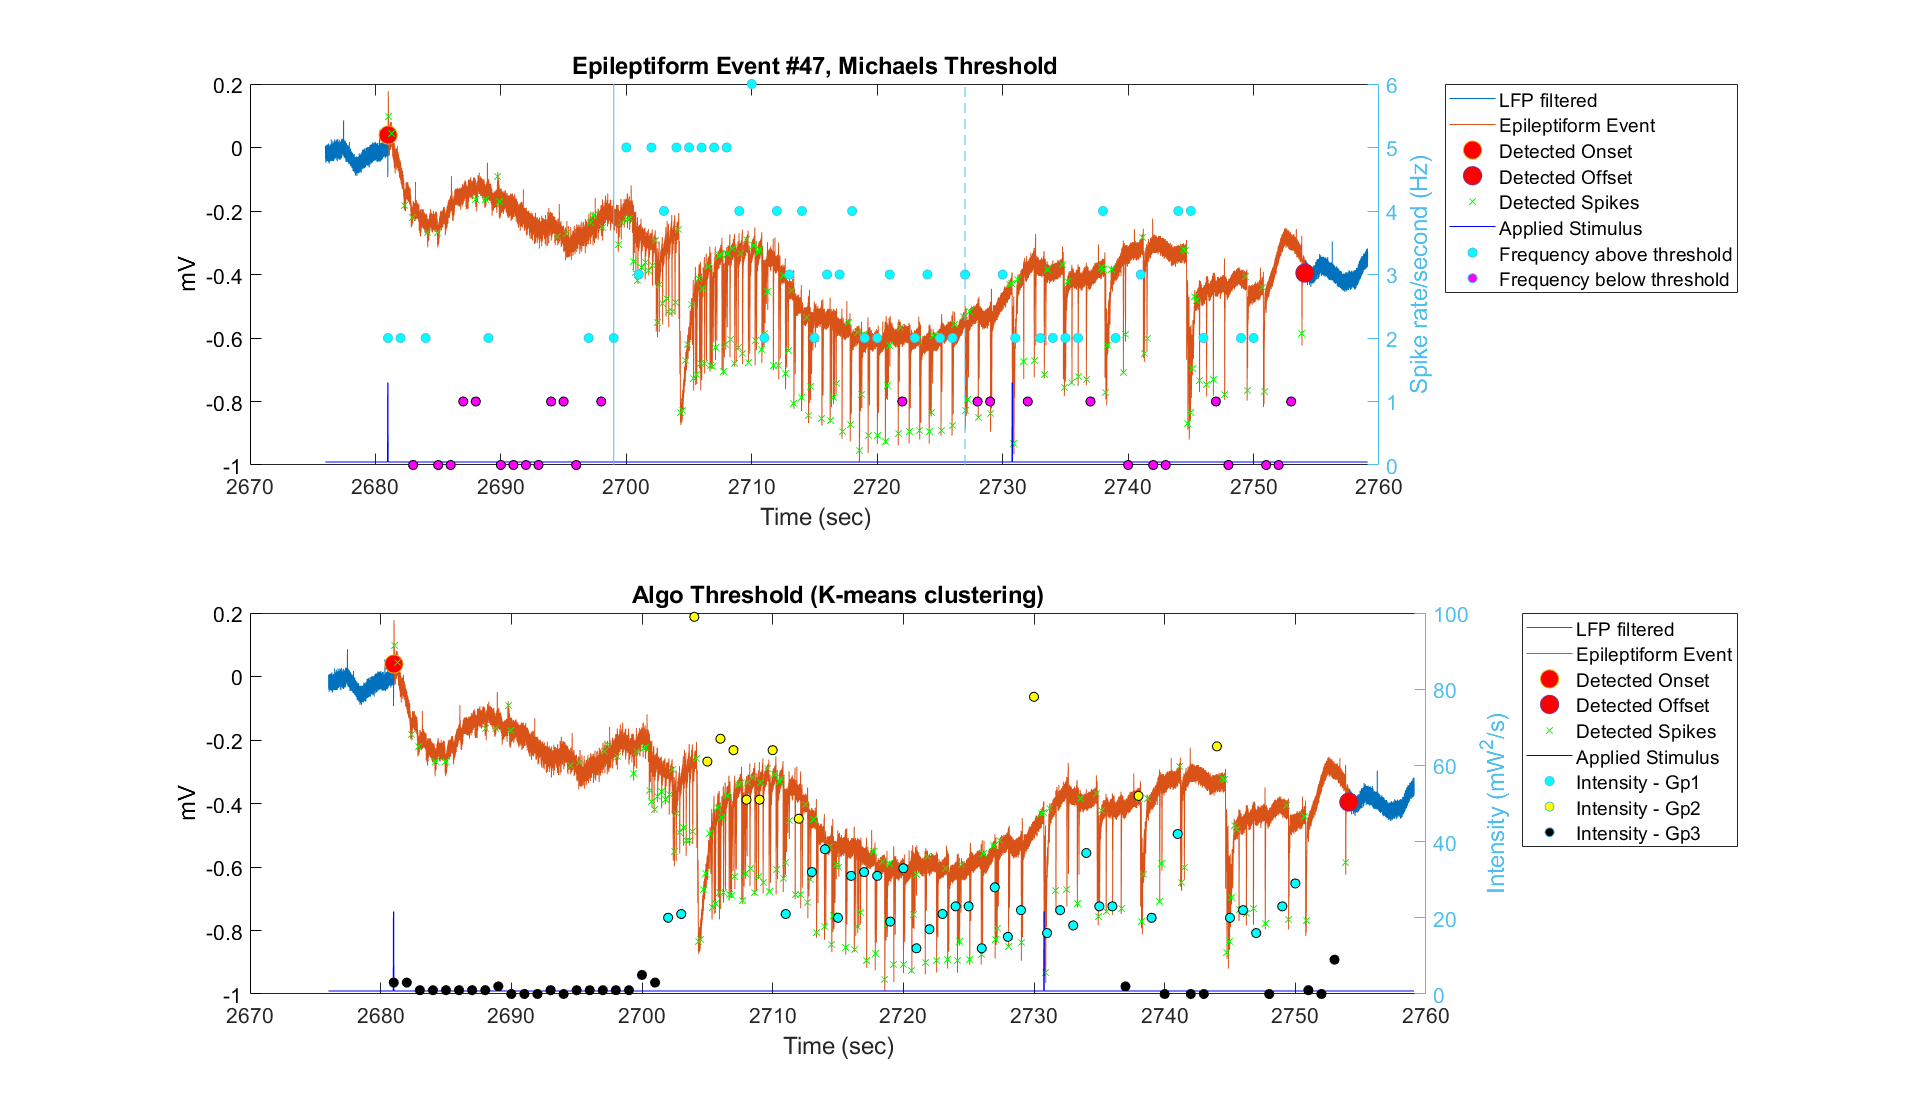 Epileptiform Event #47, Michaels Threshold
0.2
0
-0.2
-0.4
-0.6
-0.8
-1
mV
2670
2680
2690
2700
2710
2720
2730
2740
2750
2760
Time (sec)
6
5
4
3
2
1
0
Spike rate/second (Hz)
LFP filtered
Epileptiform Event
Detected Onset
Detected Offset
Detected Spikes
Applied Stimulus
Frequency above threshold
Frequency below threshold
Algo Threshold (K-means clustering)
0.2
0
-0.2
-0.4
-0.6
-0.8
-1
mV
2670
2680
2690
2700
2710
2720
2730
2740
2750
2760
Time (sec)
100
80
60
40
20
0
Intensity (mW²/s)
LFP filtered
Epileptiform Event
Detected Onset
Detected Offset
Detected Spikes
Applied Stimulus
Intensity - Gp1
Intensity - Gp2
Intensity - Gp3